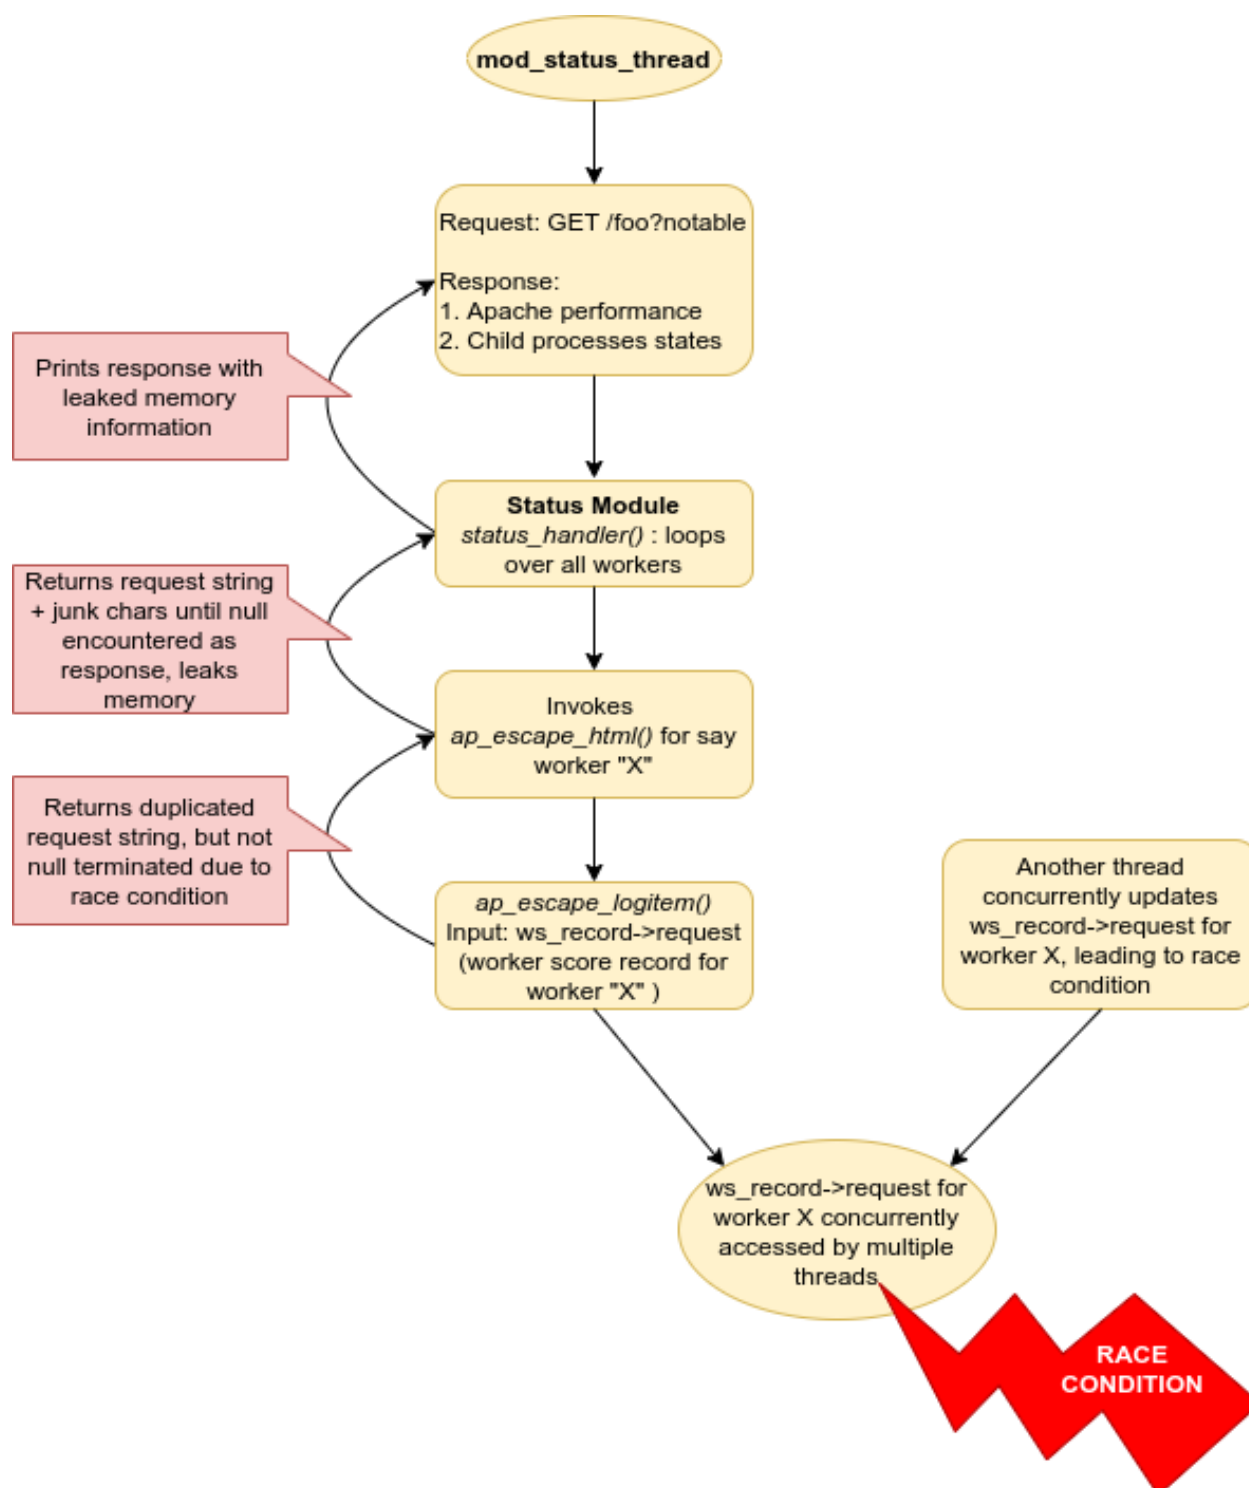 mod_status_thread
Request: GET /foo?notable
Response:
1. Apache performance
2. Child processes states
Prints response with
leaked memory
information
Status Module
status_handler() : loops
over all workers
Returns request string
+ junk chars until null
encountered as
response, leaks
memory
Invokes
ap_escape_html() for say
worker "X"
Returns duplicated
request string, but not
null terminated due to
race condition
ap_escape_logitem()
Input: ws_record->request
(worker score record for
worker "X" )
Another thread
concurrently updates
ws_record->request for
worker X, leading to race
condition
ws_record->request for
worker X concurrently
accessed by multiple
threads
RACE
CONDITION